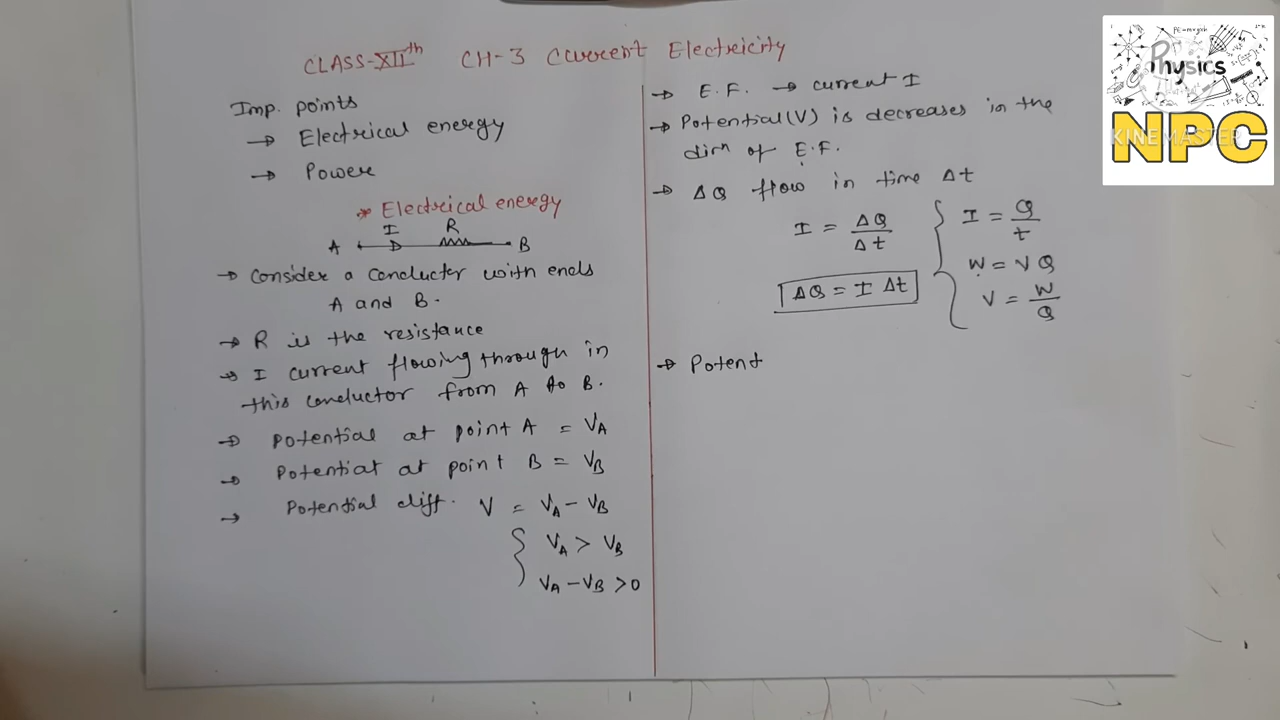 CLASS-XIIth CH-3 Current Electricity
Imp. points
→ Electrical energy
→ Power
* Electrical energy
I R
A B
→ Consider a conductor with ends
A and B.
→ R is the resistance
→ I current flowing through in
this conductor from A to B.
→ Potential at point A = VA
→ Potential at point B = VB
→ Potential diff. V = VA - VB
VA > VB
VA - VB > 0
→ E.F. → current I
→ Potential (V) is decreases in the
dirn of E.F.
→ ΔQ flow in time Δt
I = ΔQ/Δt
ΔQ = I Δt
I = Q/t
W = VQ
V = W/Q
→ Potent
Physics
KINEMASTER
NPC